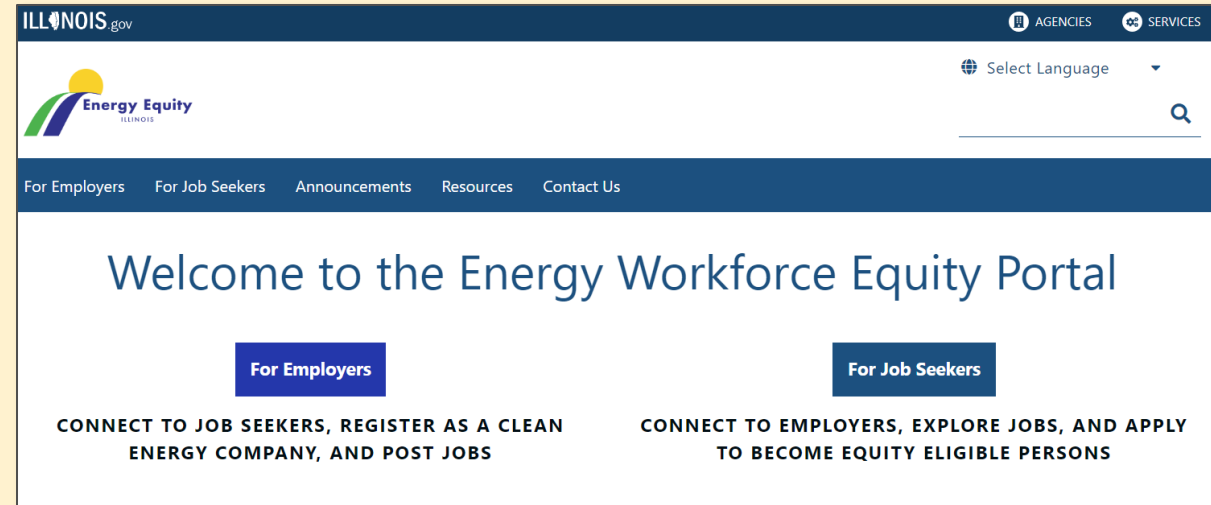 ILLINOIS.gov
AGENCIES
SERVICES
Select Language
Energy Equity
ILLINOIS
For Employers
For Job Seekers
Announcements
Resources
Contact Us
Welcome to the Energy Workforce Equity Portal
For Employers
CONNECT TO JOB SEEKERS, REGISTER AS A CLEAN
ENERGY COMPANY, AND POST JOBS
For Job Seekers
CONNECT TO EMPLOYERS, EXPLORE JOBS, AND APPLY
TO BECOME EQUITY ELIGIBLE PERSONS